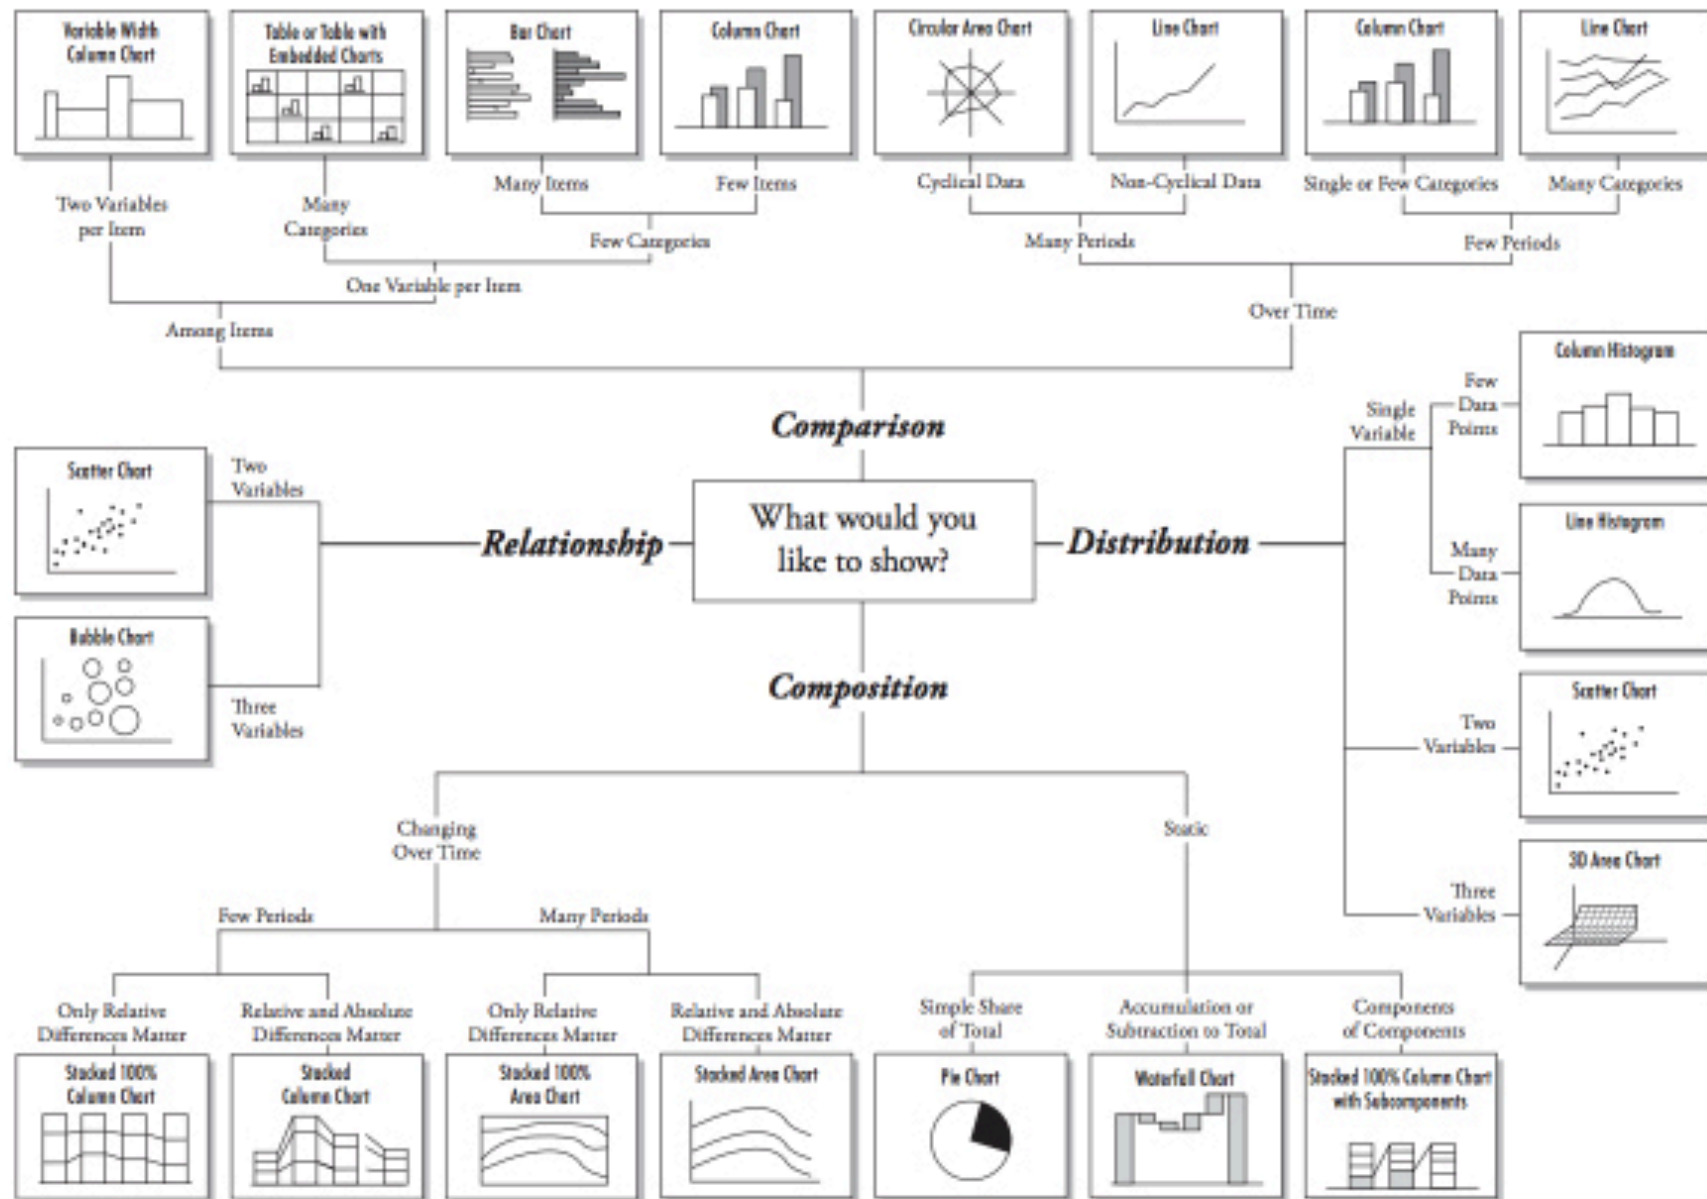 Variable Width
Column Chart
Table or Table with
Embedded Charts
Bar Chart
Column Chart
Circular Area Chart
Line Chart
Column Chart
Line Chart
Two Variables
per Item
Many
Categories
Many Items
Few Items
Cyclical Data
Non-Cyclical Data
Single or Few Categories
Many Categories
Few Categories
Many Periods
Few Periods
One Variable per Item
Among Items
Over Time
Comparison
What would you
like to show?
Relationship
Two
Variables
Scatter Chart
Three
Variables
Bubble Chart
Distribution
Single
Variable
Few
Data
Points
Column Histogram
Many
Data
Points
Line Histogram
Two
Variables
Scatter Chart
Three
Variables
3D Area Chart
Composition
Changing
Over Time
Static
Few Periods
Many Periods
Only Relative
Differences Matter
Relative and Absolute
Differences Matter
Only Relative
Differences Matter
Relative and Absolute
Differences Matter
Simple Share
of Total
Accumulation or
Subtraction to Total
Components
of Components
Stacked 100%
Column Chart
Stacked
Column Chart
Stacked 100%
Area Chart
Stacked Area Chart
Pie Chart
Waterfall Chart
Stacked 100% Column Chart
with Subcomponents